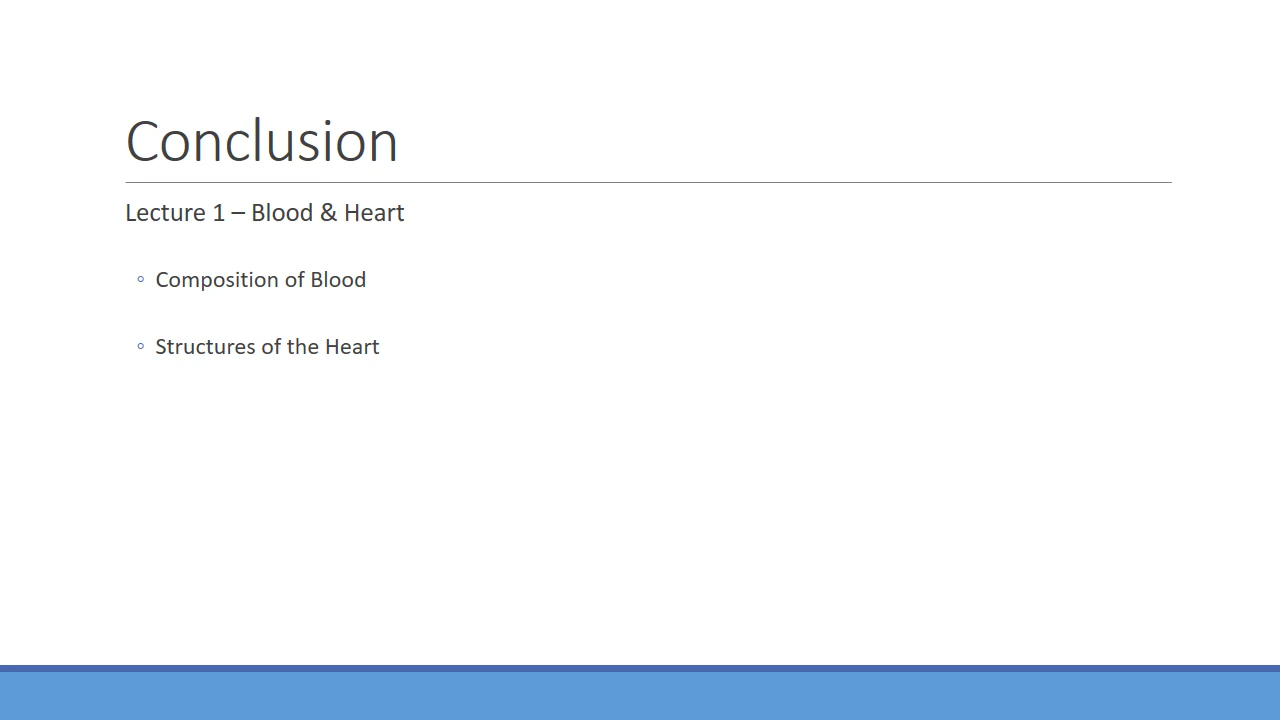 Conclusion
Lecture 1 – Blood & Heart
◦ Composition of Blood
◦ Structures of the Heart